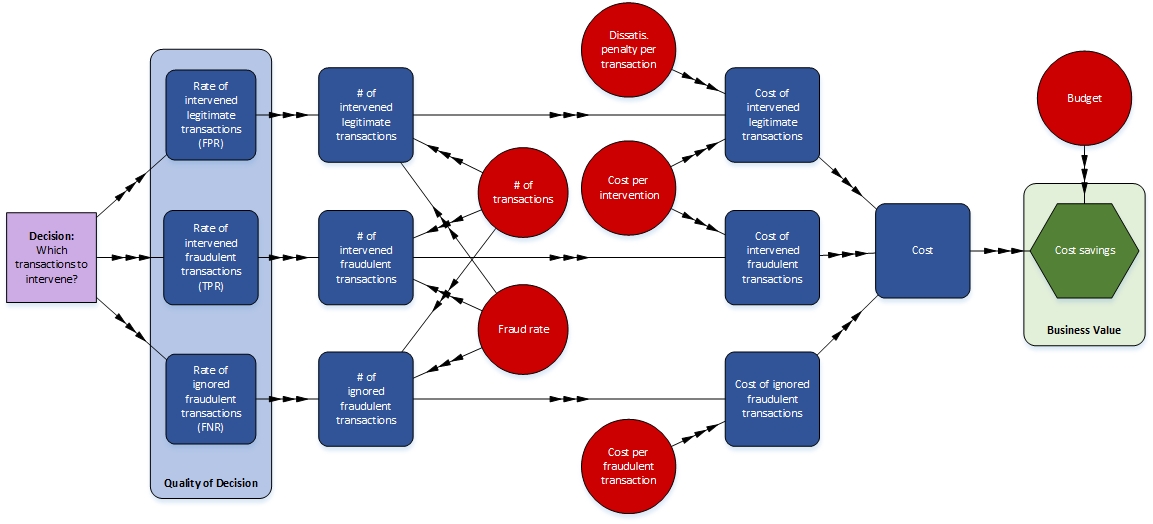 Decision:
Which
transactions to
intervene?
Rate of
intervened
legitimate
transactions
(FPR)
Rate of
intervened
fraudulent
transactions
(TPR)
Rate of
ignored
fraudulent
transactions
(FNR)
Quality of Decision
# of
intervened
legitimate
transactions
# of
intervened
fraudulent
transactions
# of
ignored
fraudulent
transactions
# of
transactions
Fraud rate
Dissatis.
penalty per
transaction
Cost per
intervention
Cost per
fraudulent
transaction
Cost of
intervened
legitimate
transactions
Cost of
intervened
fraudulent
transactions
Cost of ignored
fraudulent
transactions
Cost
Budget
Cost savings
Business Value